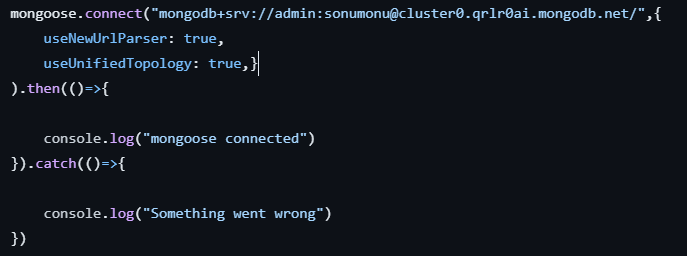 mongoose.connect("mongodb+srv://admin:sonumonu@cluster0.qrlr0ai.mongodb.net/",{
    useNewUrlParser: true,
    useUnifiedTopology: true,}
).then(()=>{
    console.log("mongoose connected")
}).catch(()=>{
    console.log("Something went wrong")
})